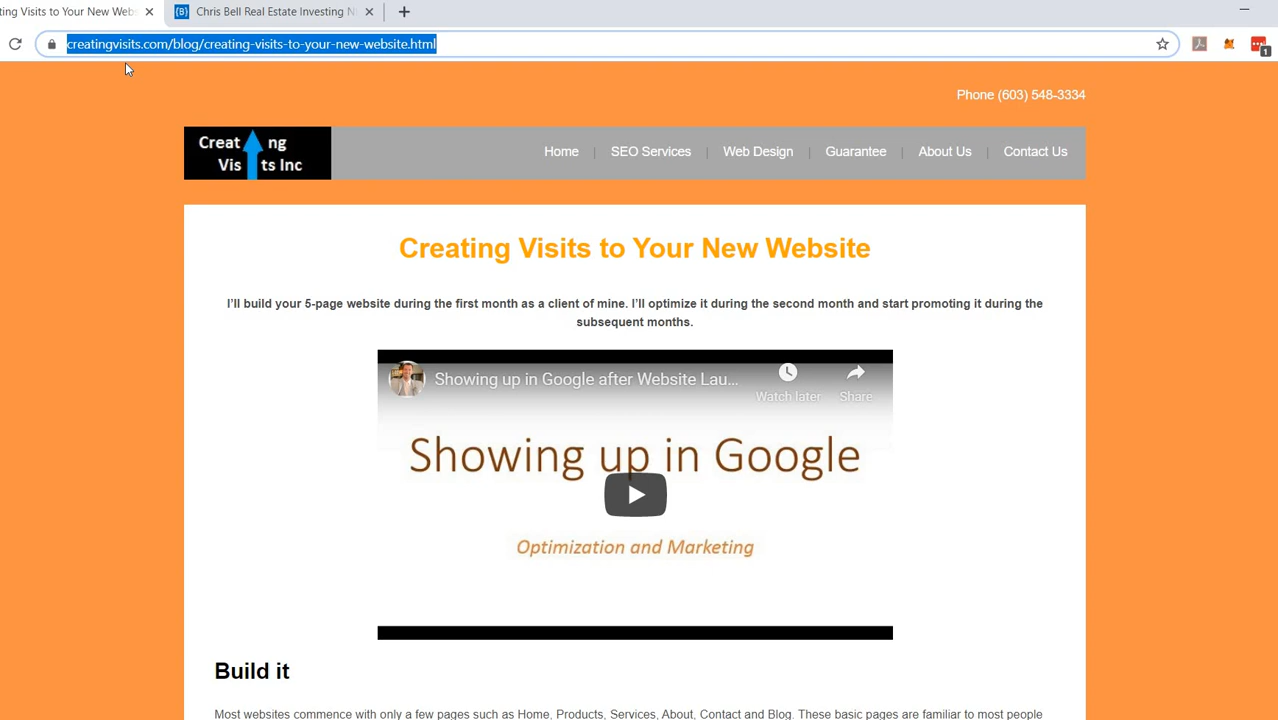 ting Visits to Your New Webs
Chris Bell Real Estate Investing N
creatingvisits.com/blog/creating-visits-to-your-new-website.html
1
Phone (603) 548-3334
Creat ng
Vis ts Inc
Home | SEO Services | Web Design | Guarantee | About Us | Contact Us
Creating Visits to Your New Website
I'll build your 5-page website during the first month as a client of mine. I'll optimize it during the second month and start promoting it during the
subsequent months.
Showing up in Google after Website Lau...
Watch later
Share
Showing up in Google
Optimization and Marketing
Build it
Most websites commence with only a few pages such as Home, Products, Services, About, Contact and Blog. These basic pages are familiar to most people